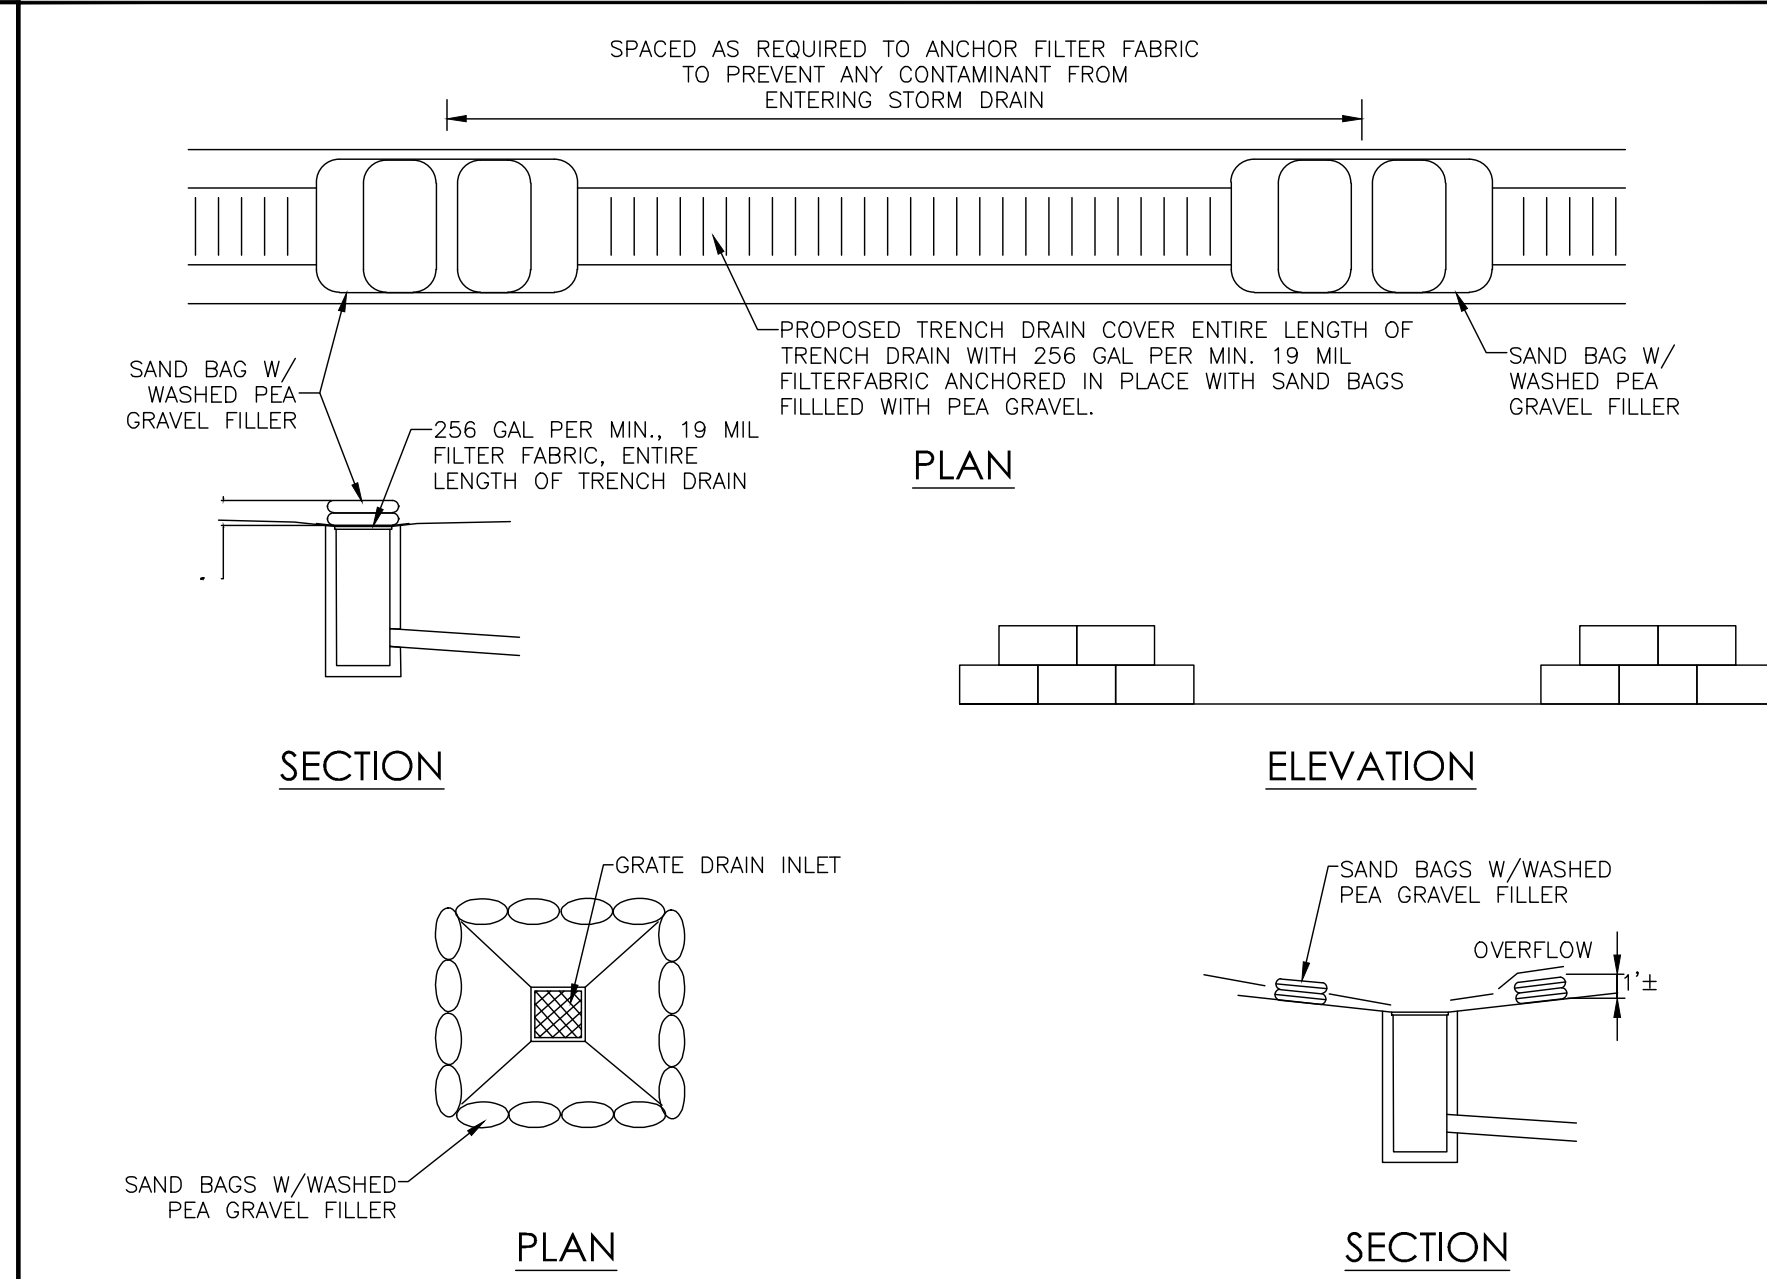 SPACED AS REQUIRED TO ANCHOR FILTER FABRIC
TO PREVENT ANY CONTAMINANT FROM
ENTERING STORM DRAIN
SAND BAG W/
WASHED PEA
GRAVEL FILLER
PROPOSED TRENCH DRAIN COVER ENTIRE LENGTH OF
TRENCH DRAIN WITH 256 GAL PER MIN. 19 MIL
FILTERFABRIC ANCHORED IN PLACE WITH SAND BAGS
FILLLED WITH PEA GRAVEL.
SAND BAG W/
WASHED PEA
GRAVEL FILLER
256 GAL PER MIN., 19 MIL
FILTER FABRIC, ENTIRE
LENGTH OF TRENCH DRAIN
PLAN
SECTION
ELEVATION
GRATE DRAIN INLET
SAND BAGS W/WASHED
PEA GRAVEL FILLER
PLAN
SAND BAGS W/WASHED
PEA GRAVEL FILLER
OVERFLOW
1'±
SECTION